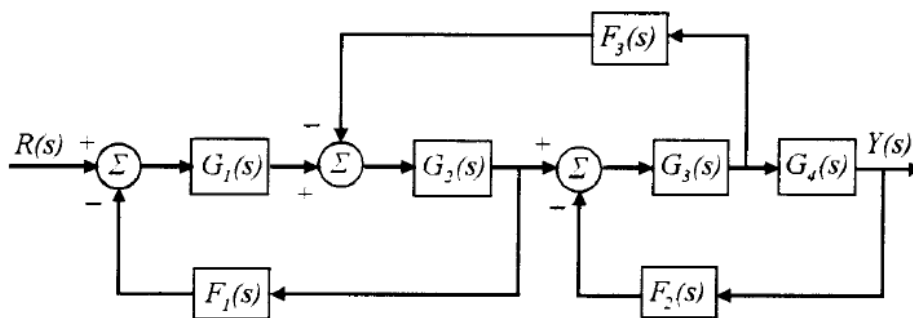 F₃(s)
R(s) + Σ G₁(s) − + Σ G₂(s) + − Σ G₃(s) G₄(s) Y(s)
−
F₁(s) F₂(s)